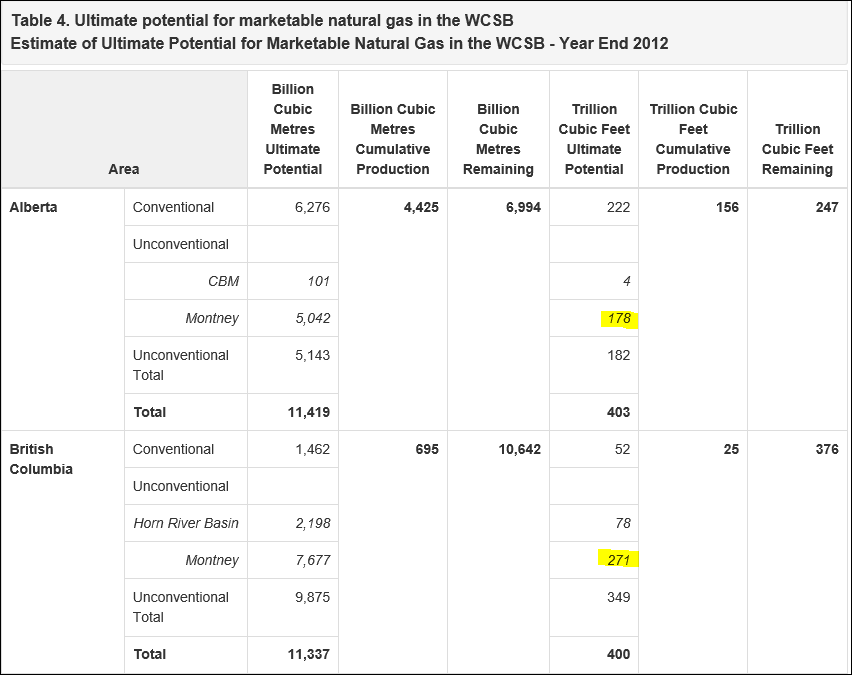 Table 4. Ultimate potential for marketable natural gas in the WCSB
Estimate of Ultimate Potential for Marketable Natural Gas in the WCSB - Year End 2012
Area Billion Cubic Metres Ultimate Potential Billion Cubic Metres Cumulative Production Billion Cubic Metres Remaining Trillion Cubic Feet Ultimate Potential Trillion Cubic Feet Cumulative Production Trillion Cubic Feet Remaining
Alberta Conventional 6,276 4,425 6,994 222 156 247
Unconventional
CBM 101 4
Montney 5,042 178
Unconventional Total 5,143 182
Total 11,419 403
British Columbia Conventional 1,462 695 10,642 52 25 376
Unconventional
Horn River Basin 2,198 78
Montney 7,677 271
Unconventional Total 9,875 349
Total 11,337 400